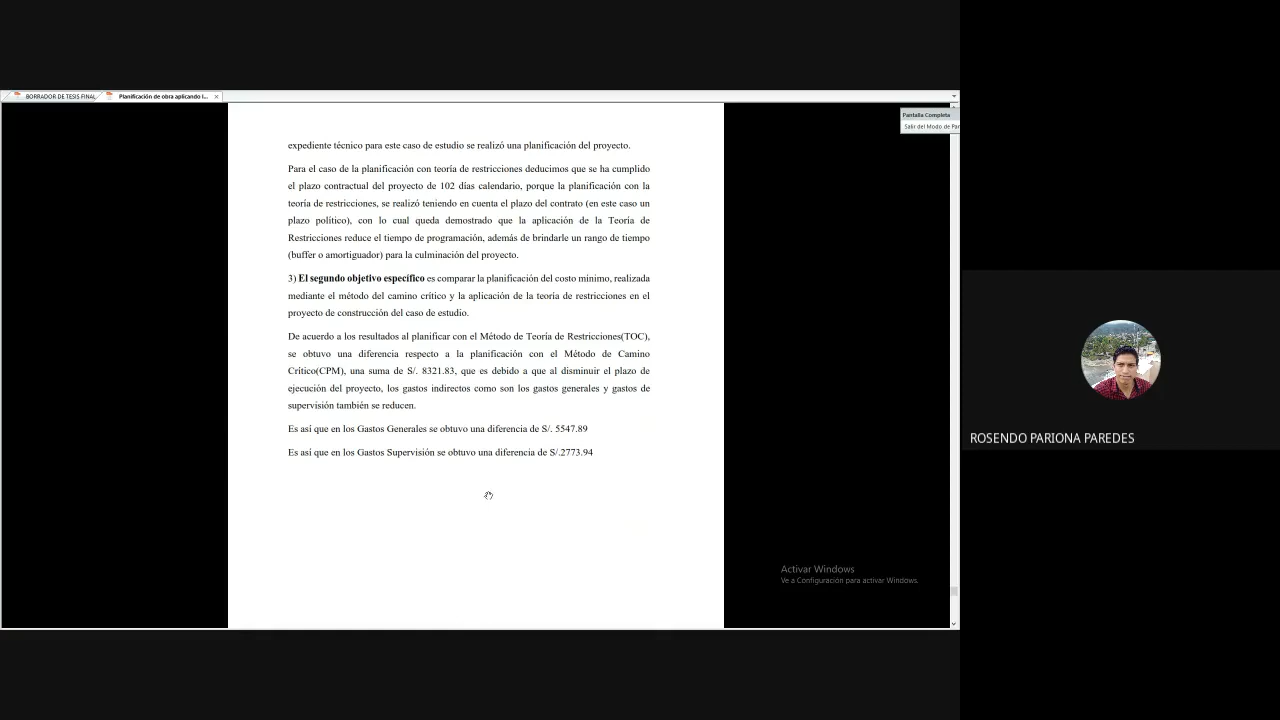 BORRADOR DE TESIS FINAL
Planificación de obra aplicando l...
Pantalla Completa
Salir del Modo de Pan
expediente técnico para este caso de estudio se realizó una planificación del proyecto.
Para el caso de la planificación con teoría de restricciones deducimos que se ha cumplido
el plazo contractual del proyecto de 102 días calendario, porque la planificación con la
teoría de restricciones, se realizó teniendo en cuenta el plazo del contrato (en este caso un
plazo político), con lo cual queda demostrado que la aplicación de la Teoría de
Restricciones reduce el tiempo de programación, además de brindarle un rango de tiempo
(buffer o amortiguador) para la culminación del proyecto.
3) El segundo objetivo específico es comparar la planificación del costo mínimo, realizada
mediante el método del camino crítico y la aplicación de la teoría de restricciones en el
proyecto de construcción del caso de estudio.
De acuerdo a los resultados al planificar con el Método de Teoría de Restricciones(TOC),
se obtuvo una diferencia respecto a la planificación con el Método de Camino
Crítico(CPM), una suma de S/. 8321.83, que es debido a que al disminuir el plazo de
ejecución del proyecto, los gastos indirectos como son los gastos generales y gastos de
supervisión también se reducen.
Es así que en los Gastos Generales se obtuvo una diferencia de S/. 5547.89
Es así que en los Gastos Supervisión se obtuvo una diferencia de S/.2773.94
Activar Windows
Ve a Configuración para activar Windows.
ROSENDO PARIONA PAREDES